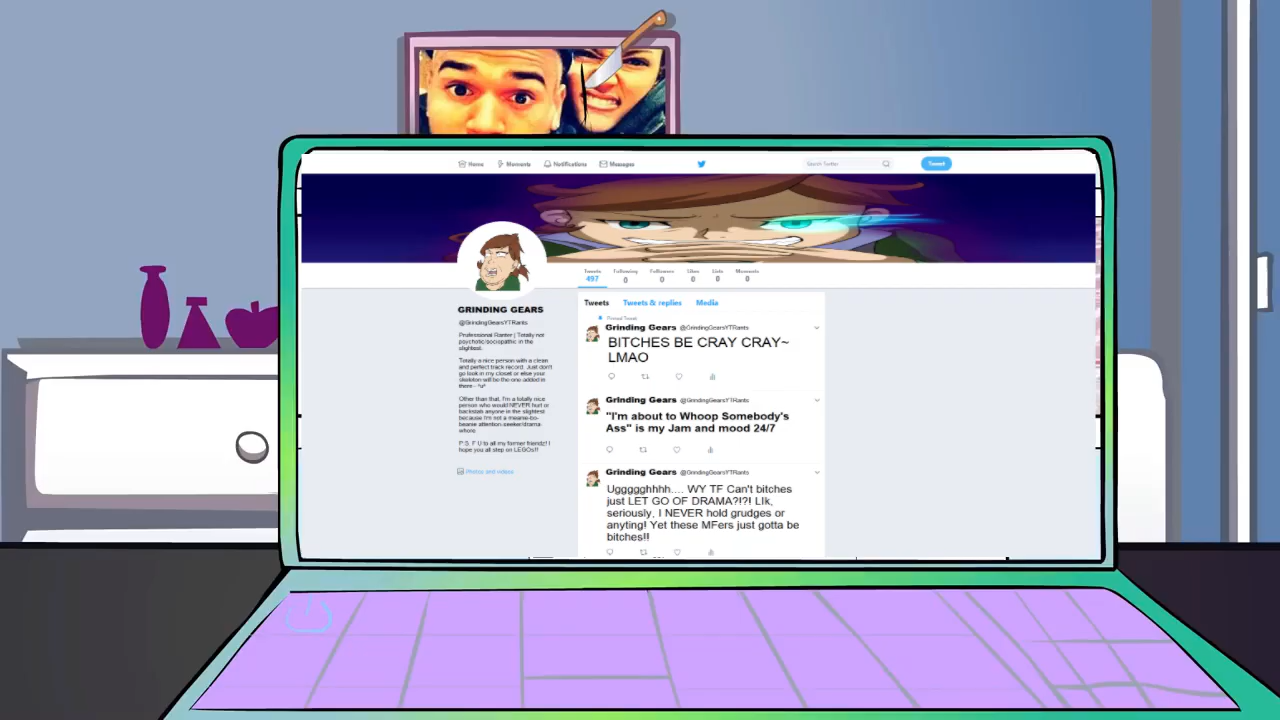 Home Moments Notifications Messages Search Twitter Tweet
Tweets Following Followers Likes Lists Moments
497 0 0 0 0 0
GRINDING GEARS
@GrindingGearsYTRants
Professional Ranter | Totally not
psychotic/sociopathic in the
slightest.
Totally a nice person with a clean
and perfect track record. Just don't
go look in my closet or else your
skeleton will be the one added in
there - ^u^
Other than that, I'm a totally nice
person who would NEVER hurt or
backstab anyone in the slightest
because I'm not a meanie-bo-
beanie attention-seeker/drama-
whore
P.S. F U to all my former friendz! I
hope you all step on LEGOs!!
Photos and videos
Tweets Tweets & replies Media
Pinned Tweet
Grinding Gears @GrindingGearsYTRants
BITCHES BE CRAY CRAY~
LMAO
Grinding Gears @GrindingGearsYTRants
"I'm about to Whoop Somebody's
Ass" is my Jam and mood 24/7
Grinding Gears @GrindingGearsYTRants
Uggggghhhh.... WY TF Can't bitches
just LET GO OF DRAMA?!?! LIk,
seriously, I NEVER hold grudges or
anyting! Yet these MFers just gotta be
bitches!!